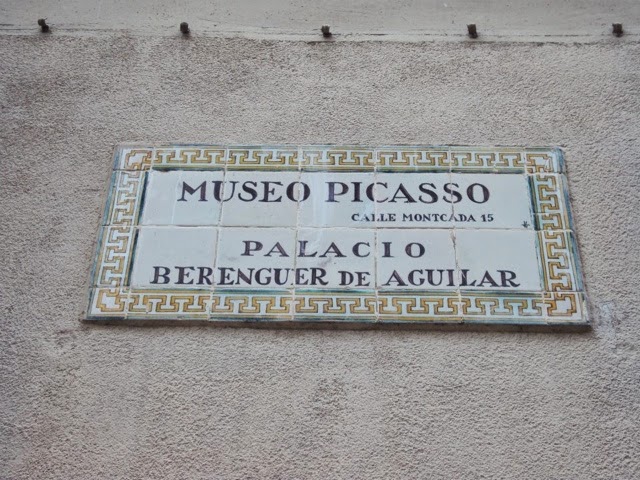 MUSEO PICASSO
CALLE MONTCADA 15
PALACIO
BERENGUER DE AGUILAR